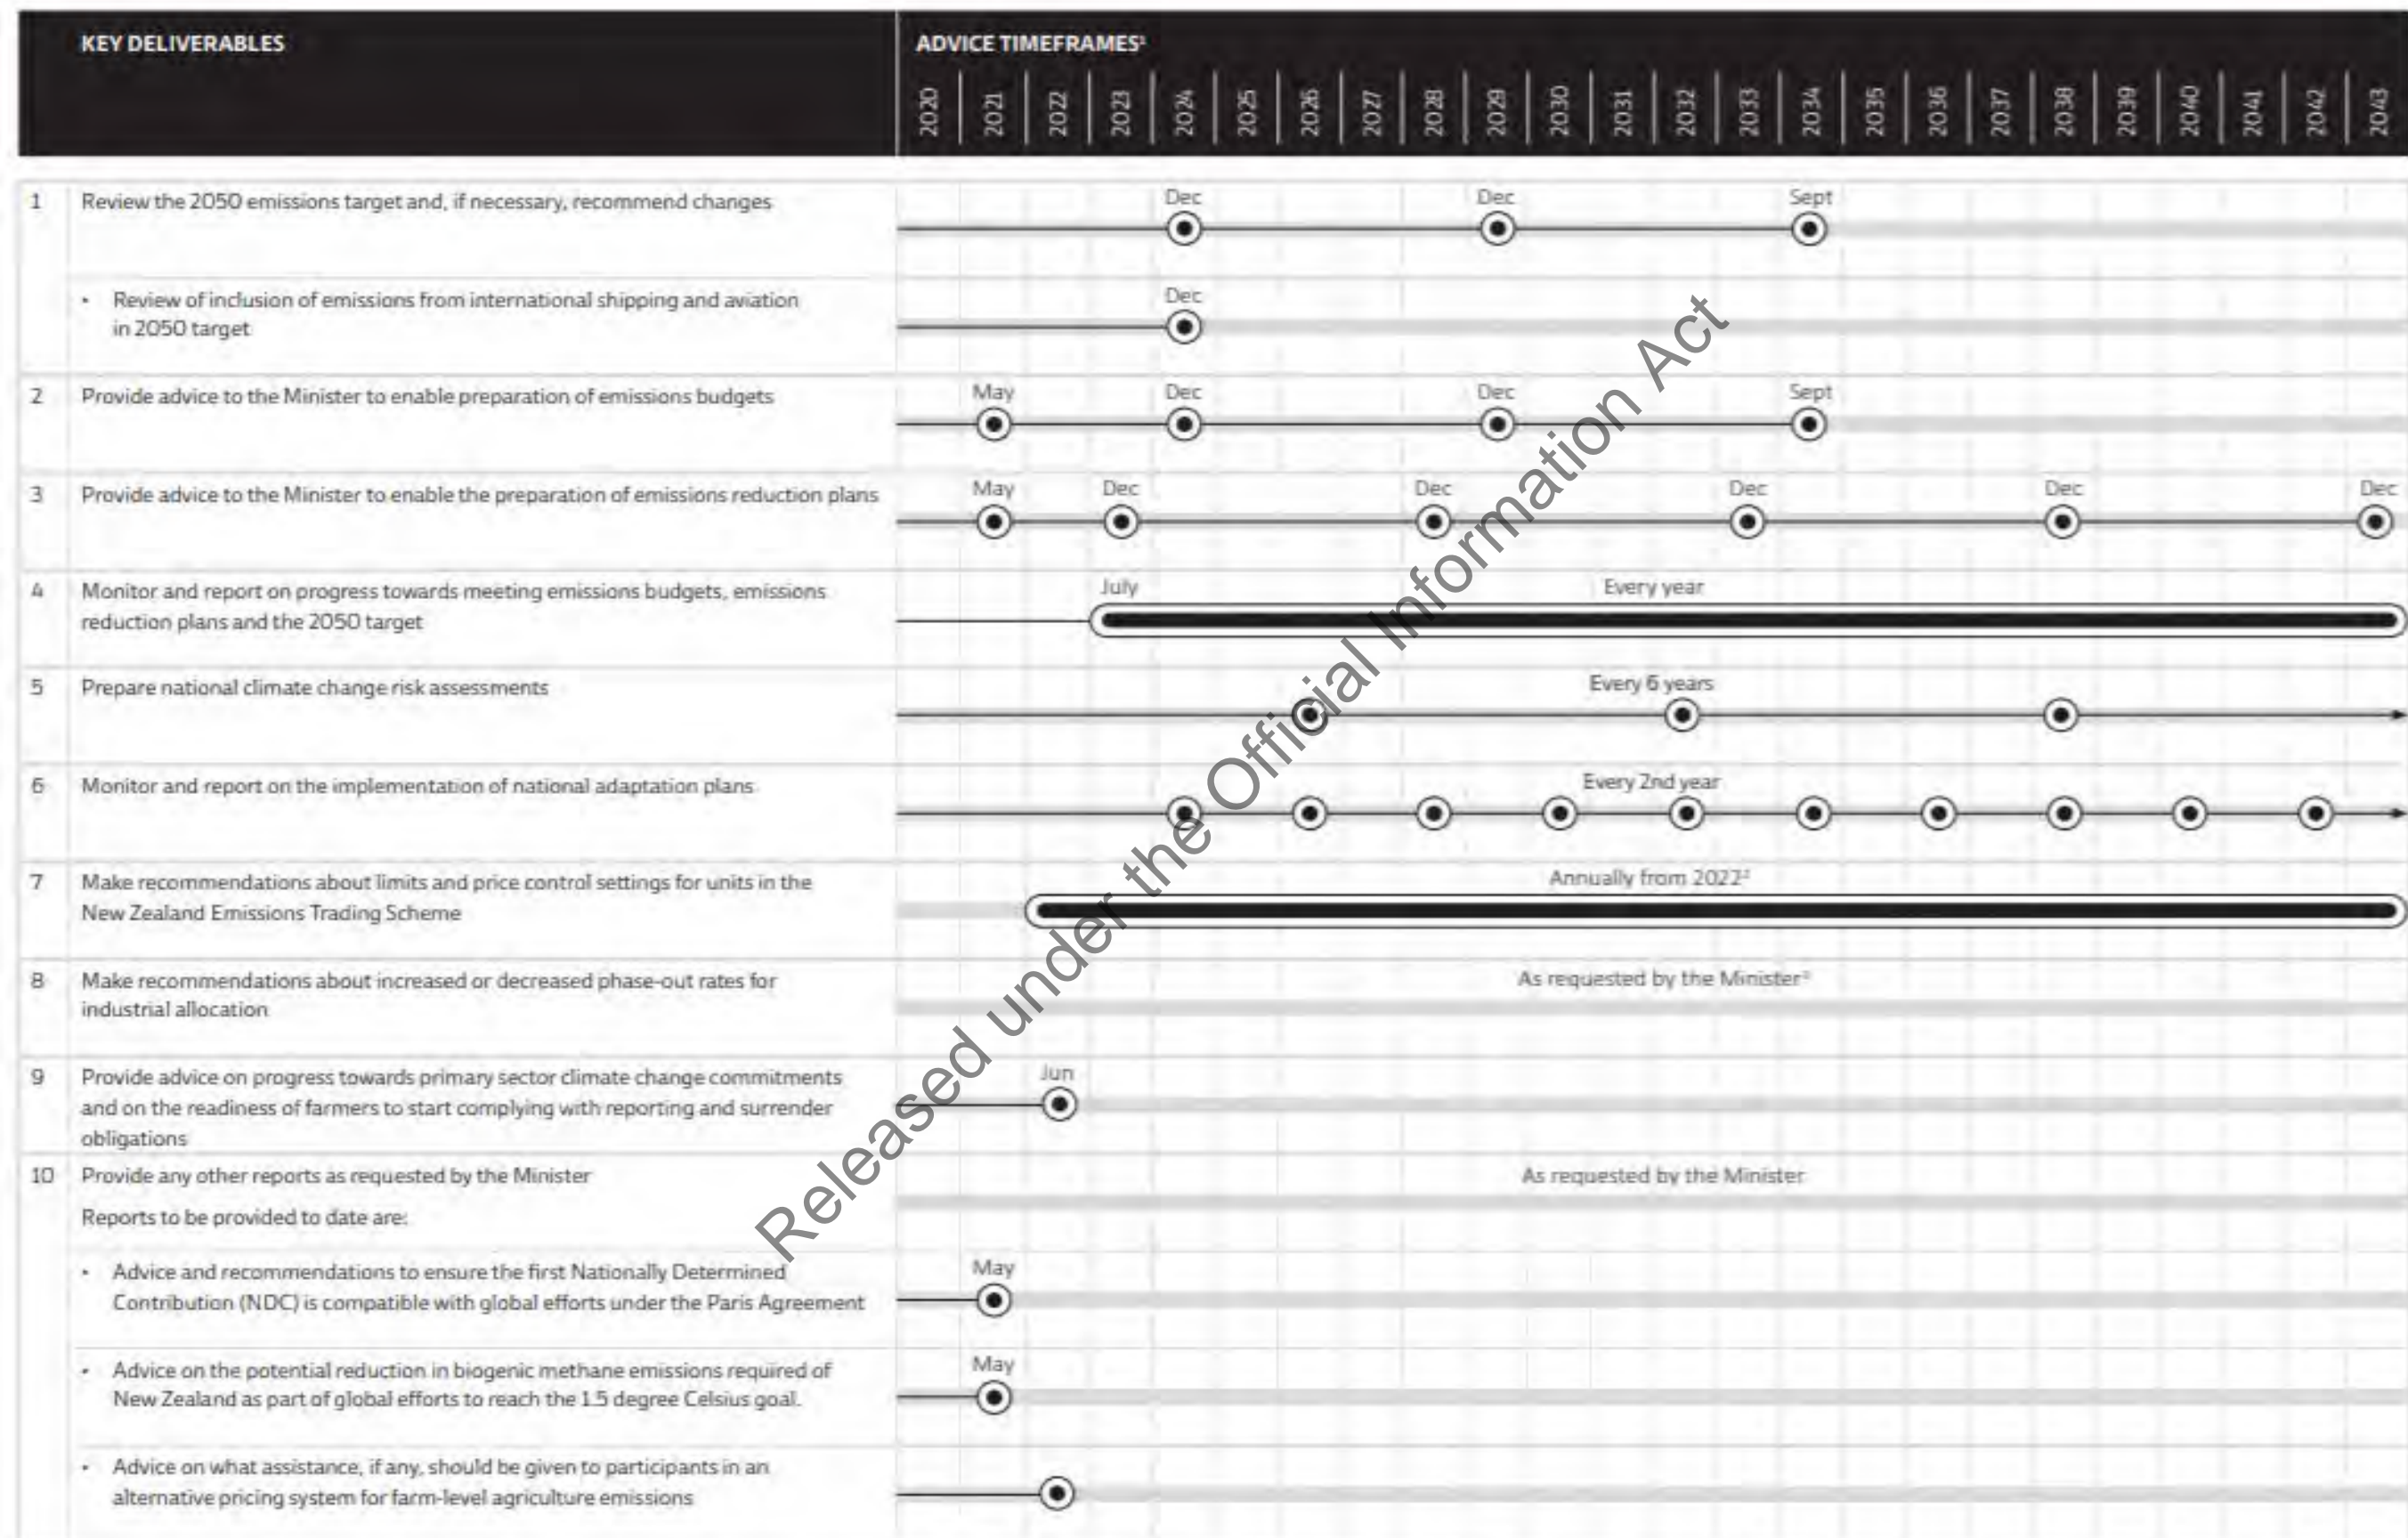 KEY DELIVERABLES
ADVICE TIMEFRAMES¹
2020 2021 2022 2023 2024 2025 2026 2027 2028 2029 2030 2031 2032 2033 2034 2035 2036 2037 2038 2039 2040 2041 2042 2043
1 Review the 2050 emissions target and, if necessary, recommend changes
Dec Dec Sept
• Review of inclusion of emissions from international shipping and aviation
in 2050 target
Dec
2 Provide advice to the Minister to enable preparation of emissions budgets
May Dec Dec Sept
3 Provide advice to the Minister to enable the preparation of emissions reduction plans
May Dec Dec Dec Dec Dec
4 Monitor and report on progress towards meeting emissions budgets, emissions
reduction plans and the 2050 target
July Every year
5 Prepare national climate change risk assessments
Every 6 years
6 Monitor and report on the implementation of national adaptation plans
Every 2nd year
7 Make recommendations about limits and price control settings for units in the
New Zealand Emissions Trading Scheme
Annually from 2022²
8 Make recommendations about increased or decreased phase-out rates for
industrial allocation
As requested by the Minister³
9 Provide advice on progress towards primary sector climate change commitments
and on the readiness of farmers to start complying with reporting and surrender
obligations
Jun
10 Provide any other reports as requested by the Minister
As requested by the Minister
Reports to be provided to date are:
• Advice and recommendations to ensure the first Nationally Determined
Contribution (NDC) is compatible with global efforts under the Paris Agreement
May
• Advice on the potential reduction in biogenic methane emissions required of
New Zealand as part of global efforts to reach the 1.5 degree Celsius goal.
May
• Advice on what assistance, if any, should be given to participants in an
alternative pricing system for farm-level agriculture emissions
Released under the Official Information Act